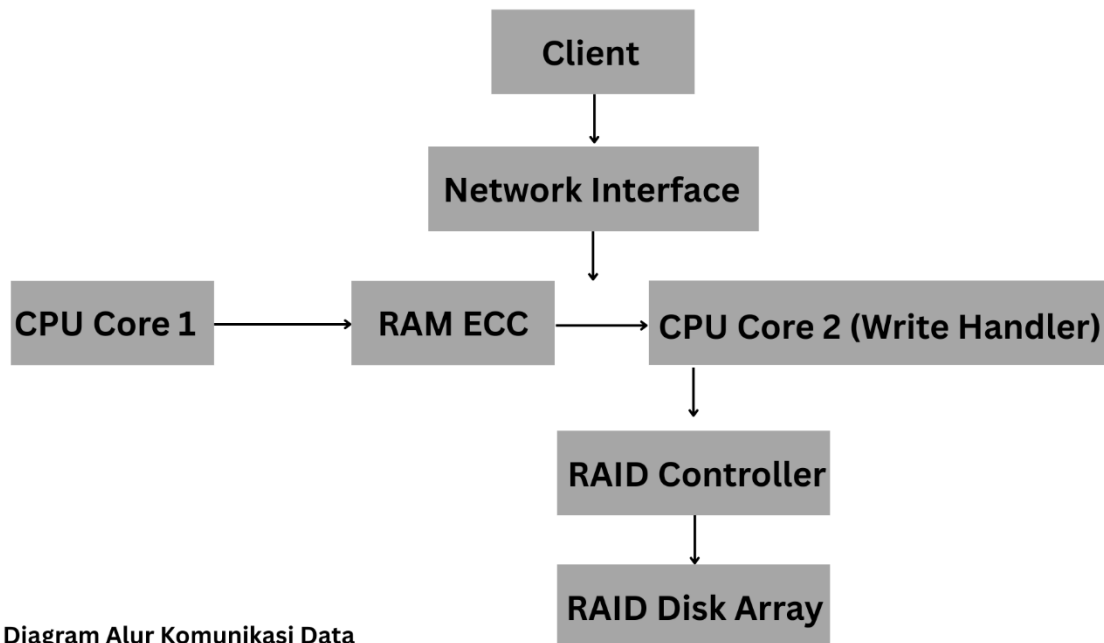 Client
Network Interface
CPU Core 1
RAM ECC
CPU Core 2 (Write Handler)
RAID Controller
RAID Disk Array
Diagram Alur Komunikasi Data